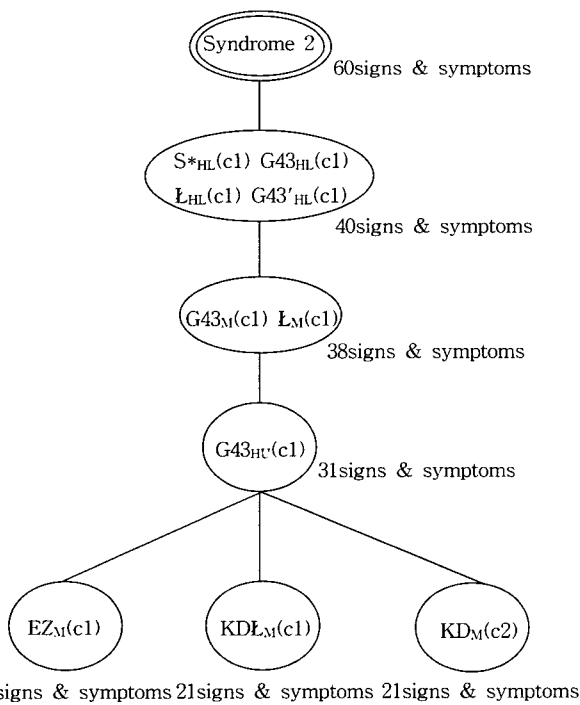 Syndrome 2
60signs & symptoms
S*HL(c1) G43HL(c1)
ŁHL(c1) G43′HL(c1)
40signs & symptoms
G43M(c1) ŁM(c1)
38signs & symptoms
G43HU(c1)
31signs & symptoms
EZM(c1) KDŁM(c1) KDM(c2)
signs & symptoms 21signs & symptoms 21signs & symptoms